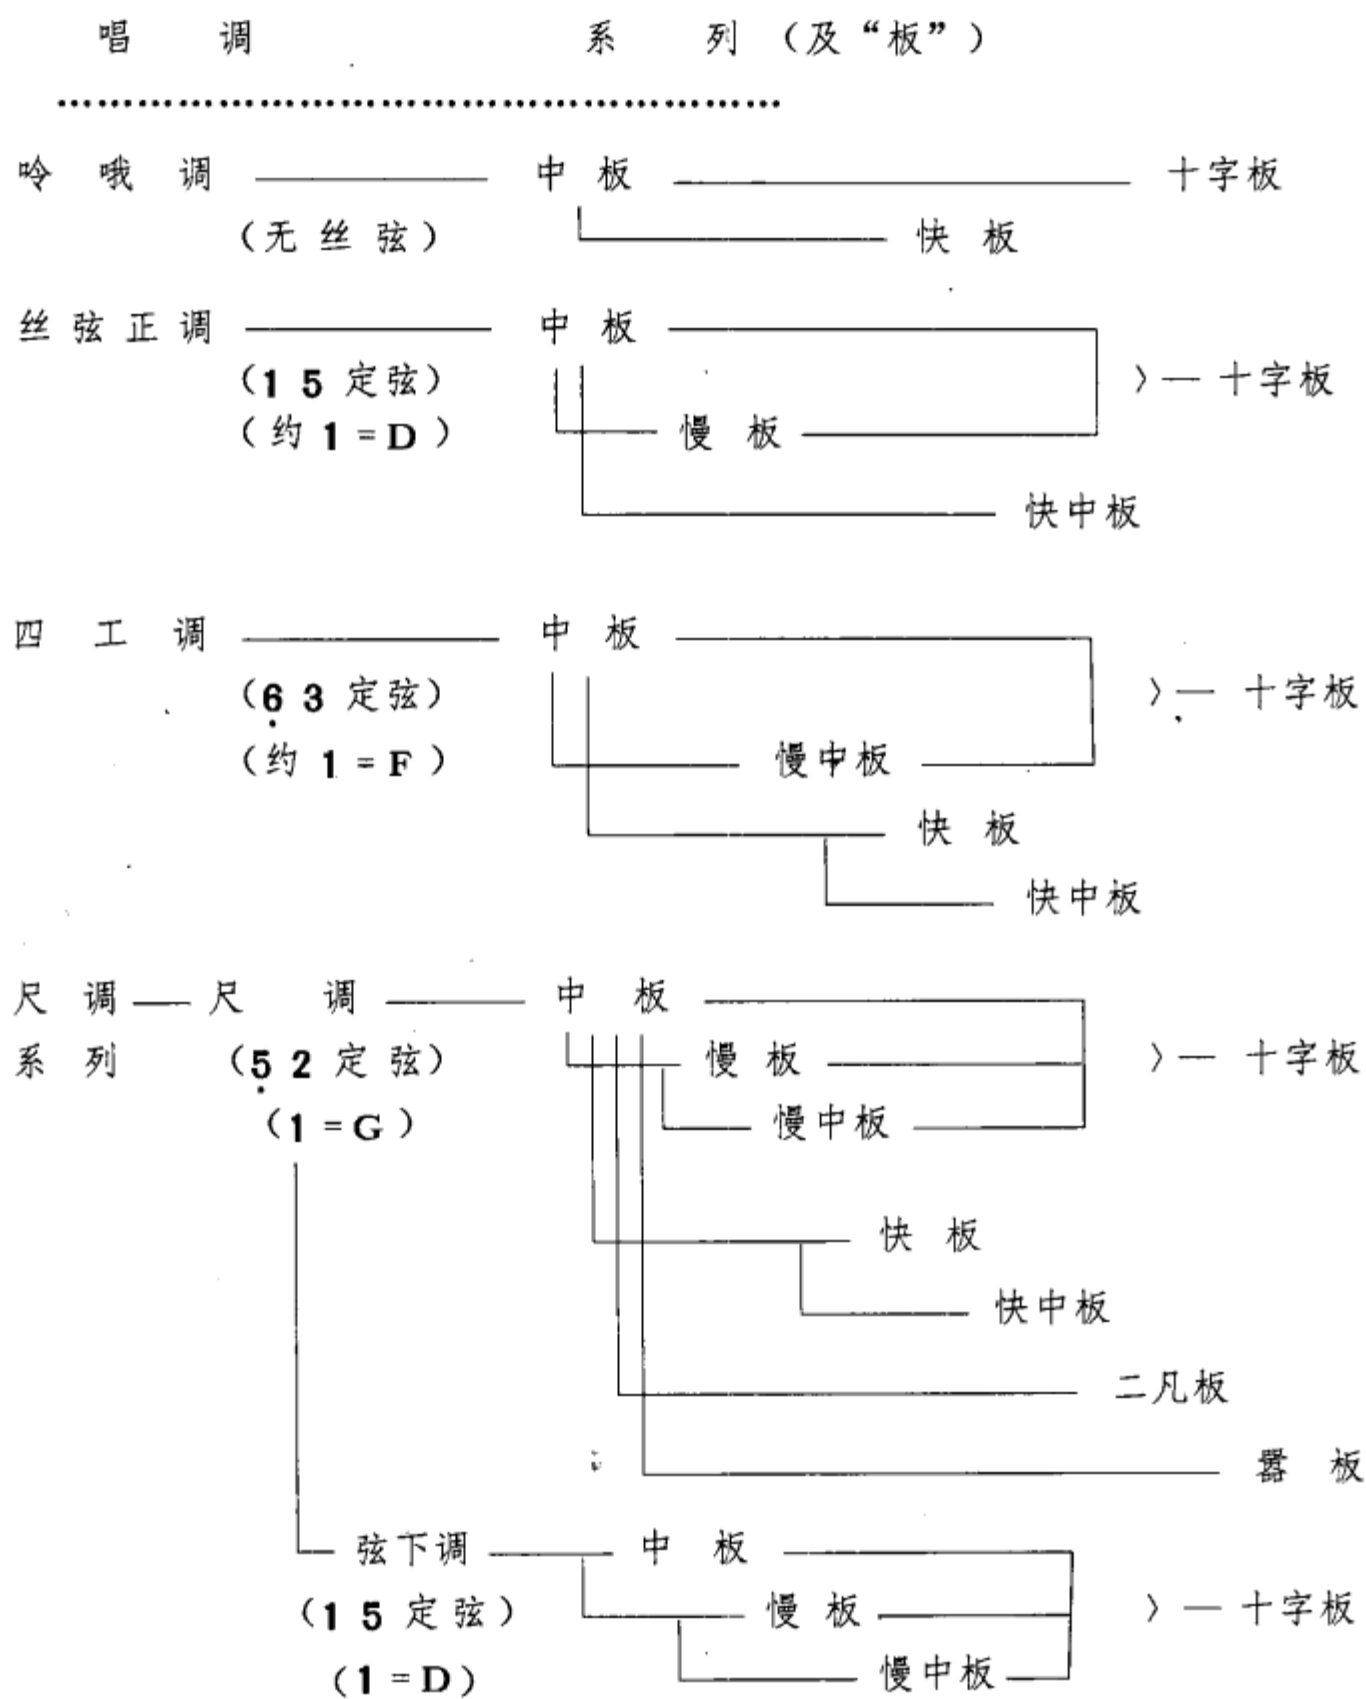 唱调 系列（及“板”）
呤哦调 中板 十字板
（无丝弦） 快板
丝弦正调 中板
（1 5 定弦） 十字板
（约 1 = D） 慢板
快中板
四工调 中板
（6̣ 3 定弦） 十字板
（约 1 = F） 慢中板
快板
快中板
尺调 尺调 中板
系列 （5̣ 2 定弦） 慢板 十字板
（1 = G） 慢中板
快板
快中板
二凡板
嚣板
弦下调 中板
（1 5 定弦） 慢板 十字板
（1 = D） 慢中板